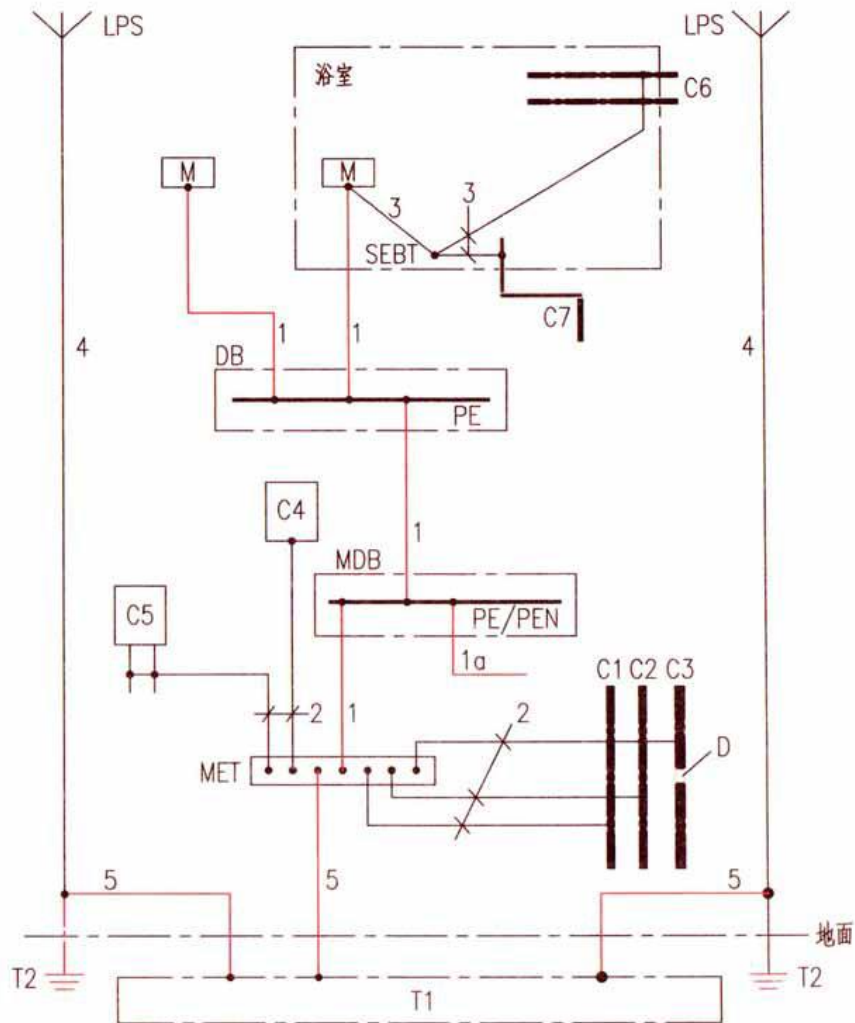 LPS
LPS
浴室
C6
M
M
3
3
SEBT
C7
4
1
1
4
DB
PE
C4
1
MDB
C5
PE/PEN
1a
C1
C2
C3
2
1
2
D
MET
5
5
5
地面
T2
T1
T2